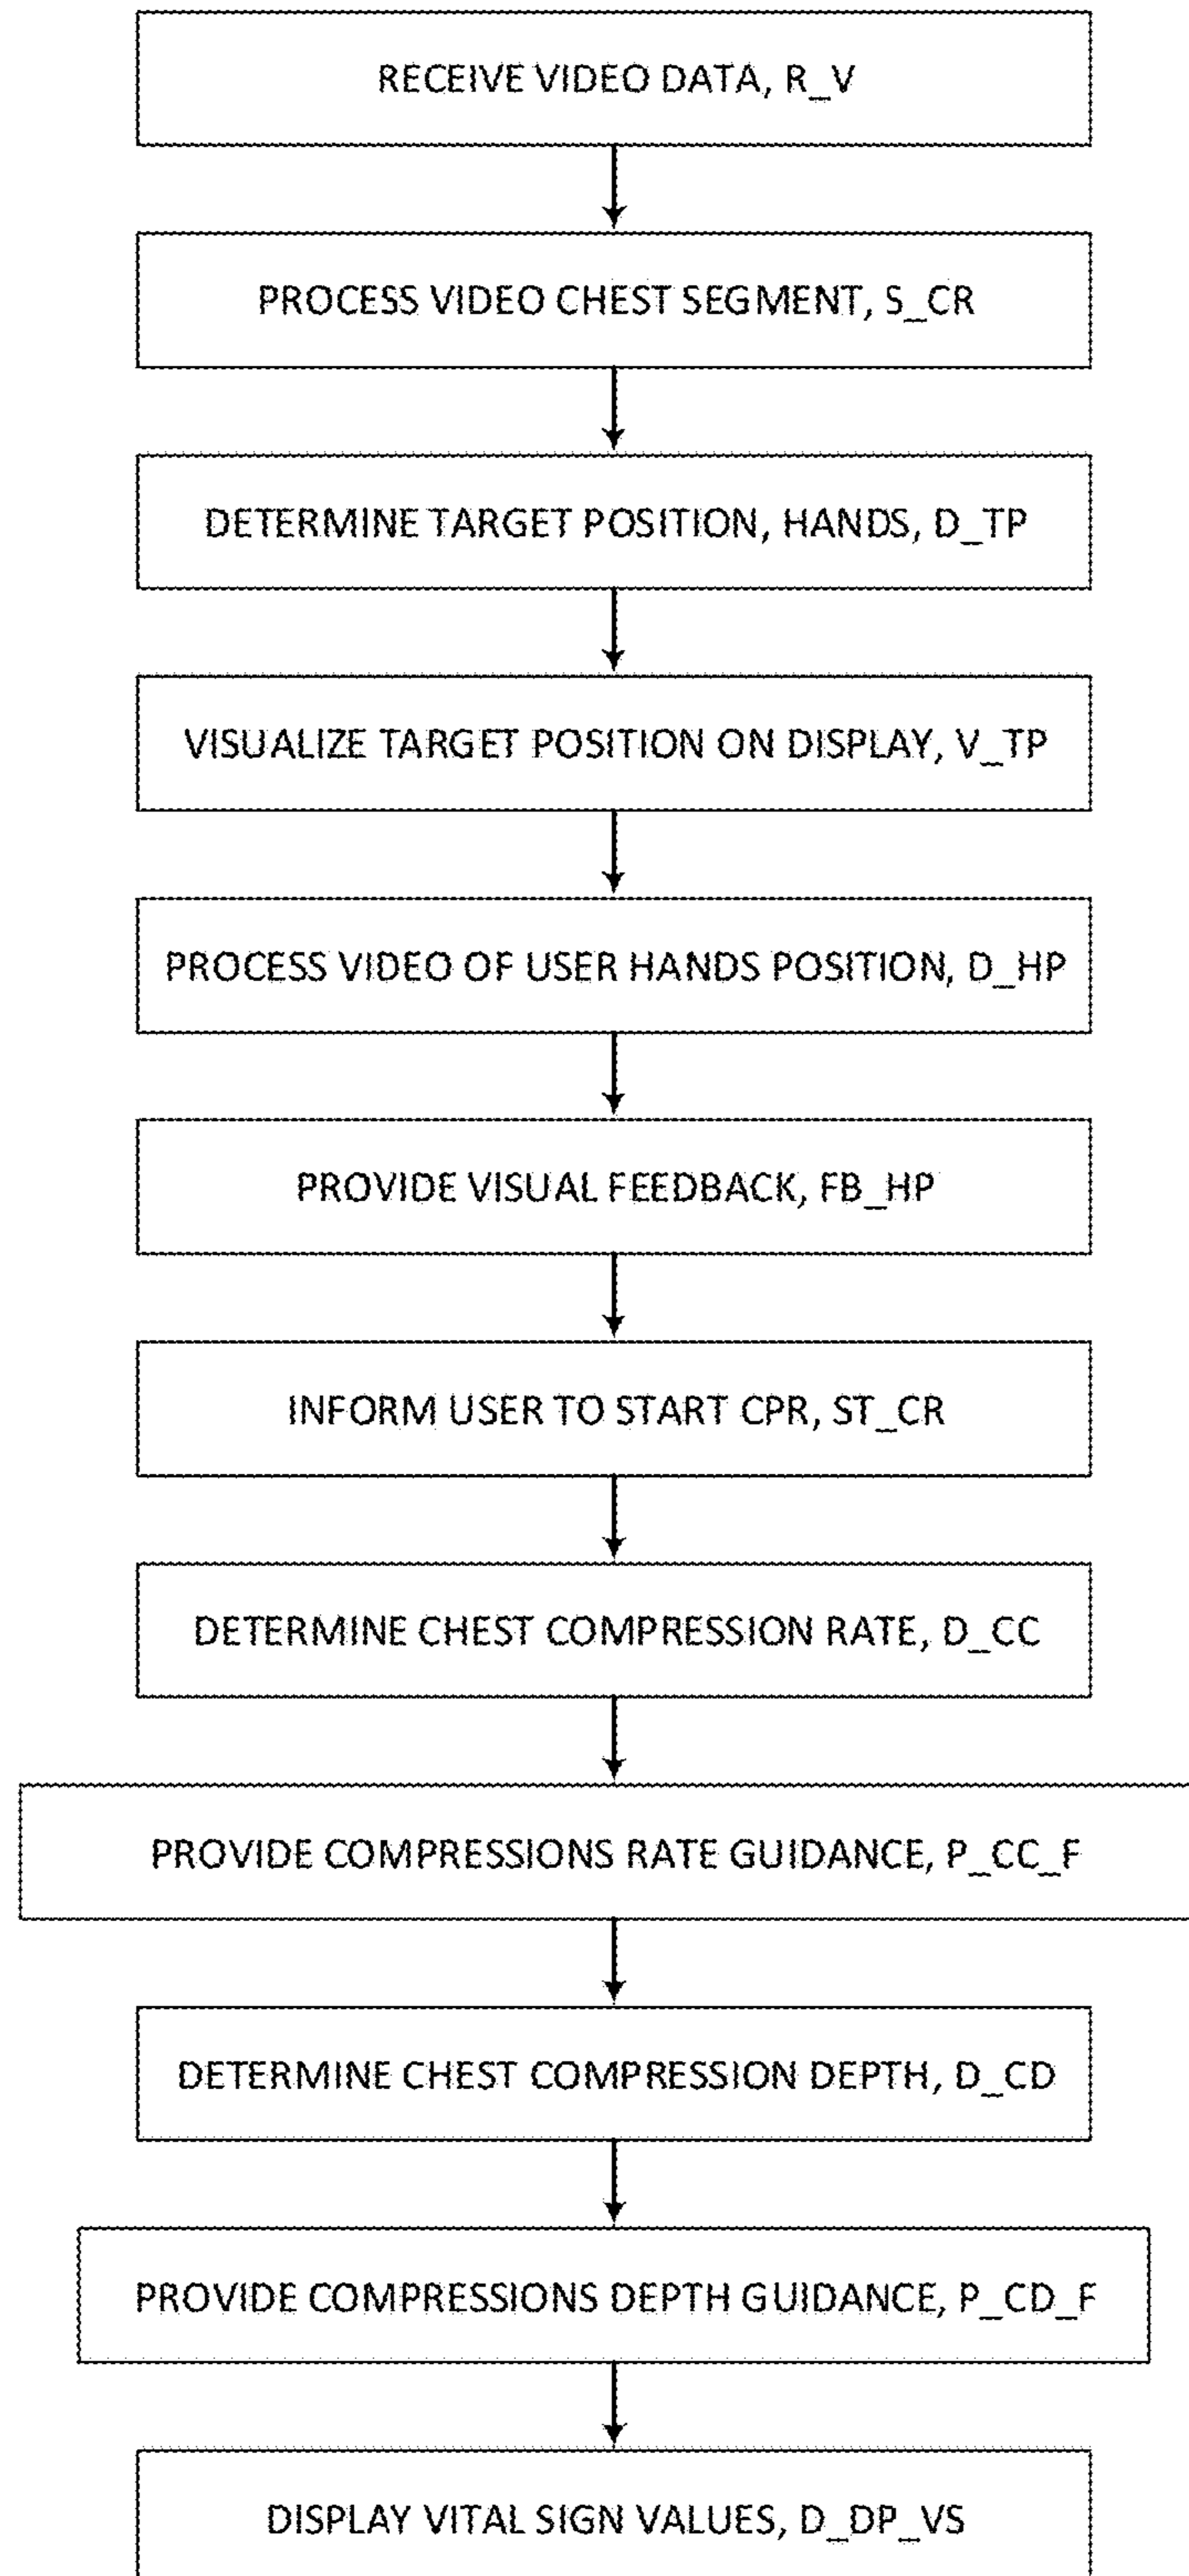 RECEIVE VIDEO DATA, R_V
PROCESS VIDEO CHEST SEGMENT, S_CR
DETERMINE TARGET POSITION, HANDS, D_TP
VISUALIZE TARGET POSITION ON DISPLAY, V_TP
PROCESS VIDEO OF USER HANDS POSITION, D_HP
PROVIDE VISUAL FEEDBACK, FB_HP
INFORM USER TO START CPR, ST_CR
DETERMINE CHEST COMPRESSION RATE, D_CC
PROVIDE COMPRESSIONS RATE GUIDANCE, P_CC_F
DETERMINE CHEST COMPRESSION DEPTH, D_CD
PROVIDE COMPRESSIONS DEPTH GUIDANCE, P_CD_F
DISPLAY VITAL SIGN VALUES, D_DP_VS